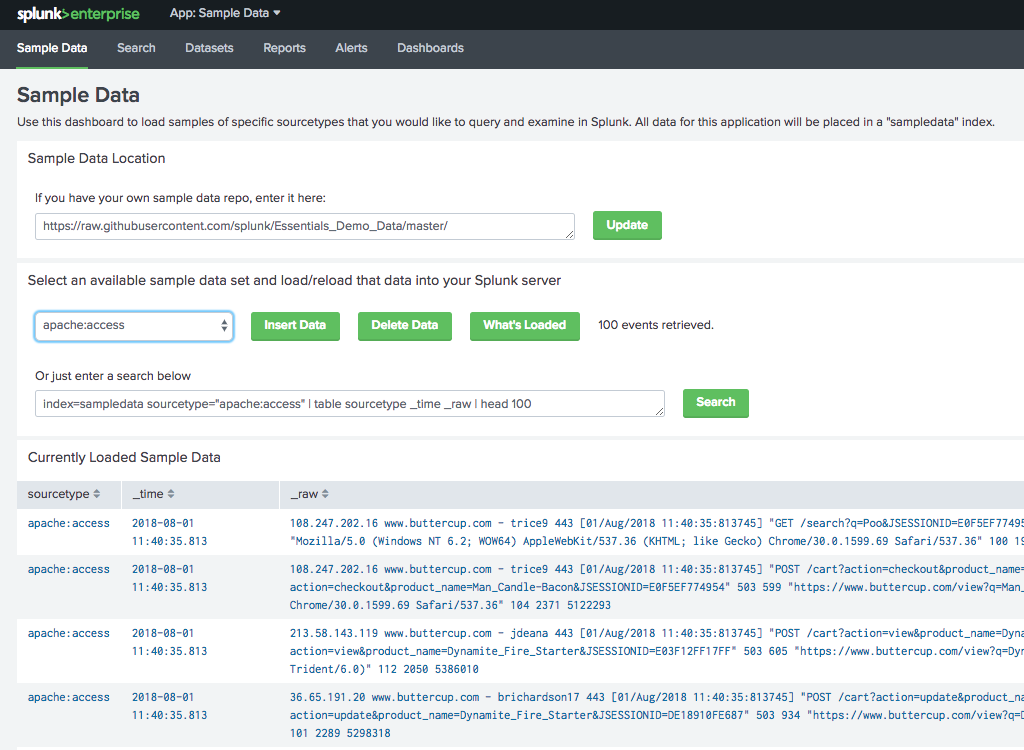 splunk>enterprise App: Sample Data
Sample Data Search Datasets Reports Alerts Dashboards
Sample Data
Use this dashboard to load samples of specific sourcetypes that you would like to query and examine in Splunk. All data for this application will be placed in a "sampledata" index.
Sample Data Location
If you have your own sample data repo, enter it here:
https://raw.githubusercontent.com/splunk/Essentials_Demo_Data/master/ Update
Select an available sample data set and load/reload that data into your Splunk server
apache:access Insert Data Delete Data What's Loaded 100 events retrieved.
Or just enter a search below
index=sampledata sourcetype="apache:access" | table sourcetype _time _raw | head 100 Search
Currently Loaded Sample Data
sourcetype _time _raw
apache:access 2018-08-01 108.247.202.16 www.buttercup.com - trice9 443 [01/Aug/2018 11:40:35:813745] "GET /search?q=Poo&JSESSIONID=E0F5EF77495
11:40:35.813 "Mozilla/5.0 (Windows NT 6.2; WOW64) AppleWebKit/537.36 (KHTML; like Gecko) Chrome/30.0.1599.69 Safari/537.36" 100 19
apache:access 2018-08-01 108.247.202.16 www.buttercup.com - trice9 443 [01/Aug/2018 11:40:35:813745] "POST /cart?action=checkout&product_name=
11:40:35.813 action=checkout&product_name=Man_Candle-Bacon&JSESSIONID=E0F5EF774954" 503 599 "https://www.buttercup.com/view?q=Man_
Chrome/30.0.1599.69 Safari/537.36" 104 2371 5122293
apache:access 2018-08-01 213.58.143.119 www.buttercup.com - jdeana 443 [01/Aug/2018 11:40:35:813745] "POST /cart?action=view&product_name=Dyna
11:40:35.813 action=view&product_name=Dynamite_Fire_Starter&JSESSIONID=E03F12FF17FF" 503 605 "https://www.buttercup.com/view?q=Dyn
Trident/6.0)" 112 2050 5386010
apache:access 2018-08-01 36.65.191.20 www.buttercup.com - brichardson17 443 [01/Aug/2018 11:40:35:813745] "POST /cart?action=update&product_na
11:40:35.813 action=update&product_name=Dynamite_Fire_Starter&JSESSIONID=DE18910FE687" 503 934 "https://www.buttercup.com/view?q=D
101 2289 5298318